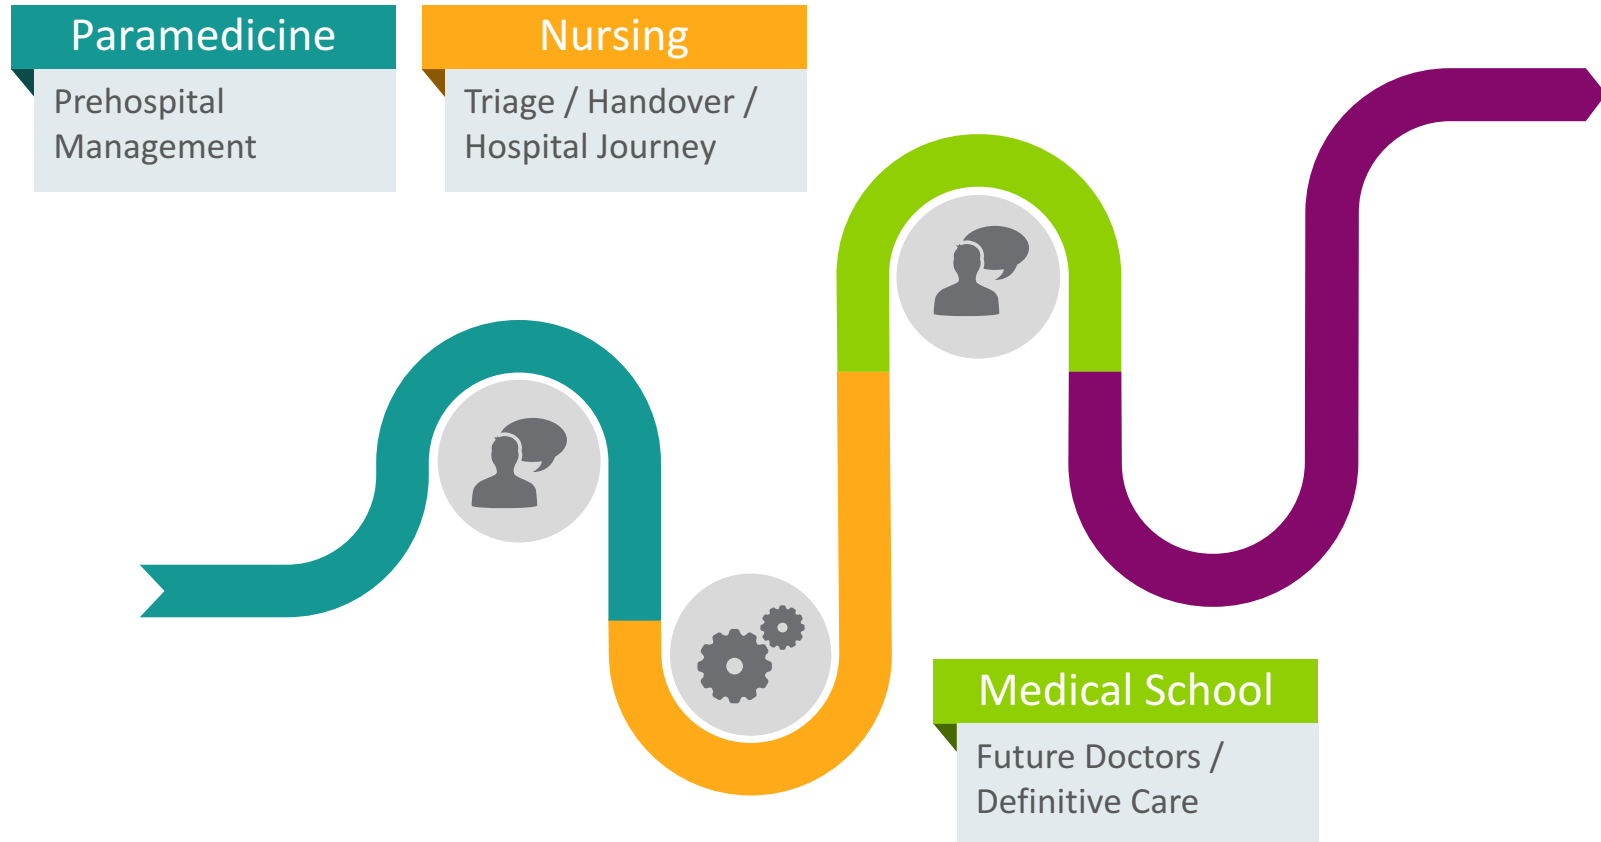 Paramedicine
Prehospital
Management
Nursing
Triage / Handover /
Hospital Journey
Medical School
Future Doctors /
Definitive Care